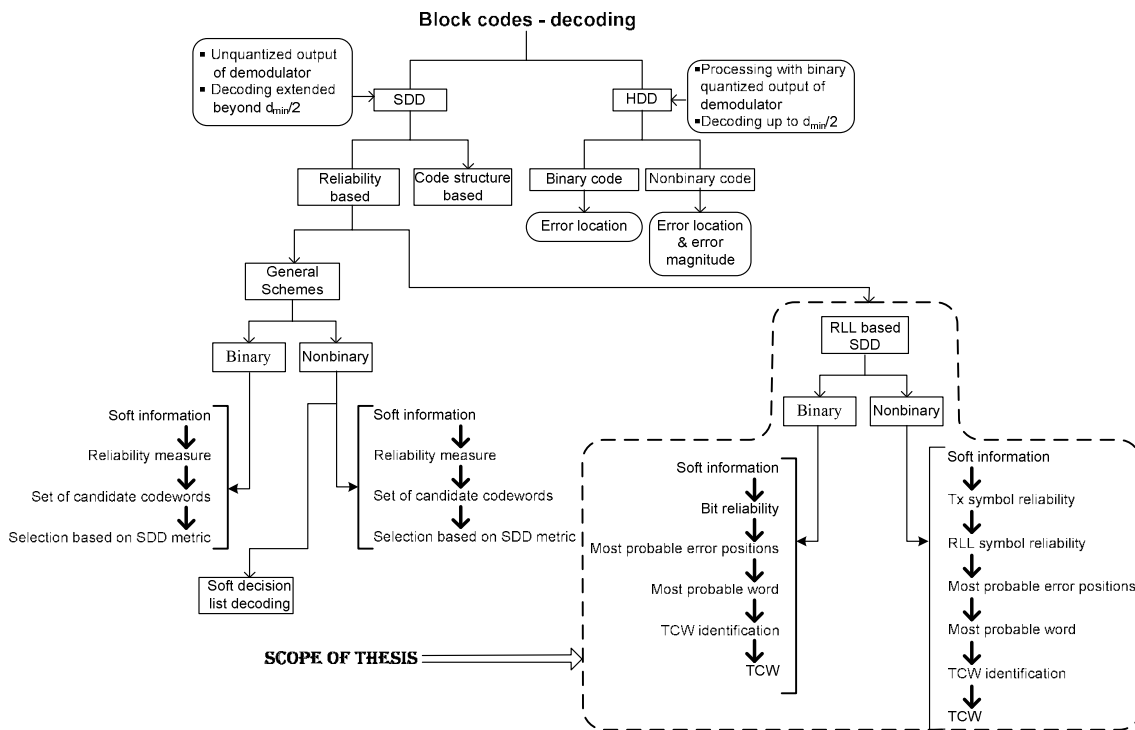 Block codes - decoding
▪ Unquantized output
of demodulator
▪ Decoding extended
beyond dmin/2
SDD
HDD
▪Processing with binary
quantized output of
demodulator
▪Decoding up to dmin/2
Reliability
based
Code structure
based
Binary code
Nonbinary code
Error location
Error location
& error
magnitude
General
Schemes
Binary
Nonbinary
Soft information
Reliability measure
Set of candidate codewords
Selection based on SDD metric
Soft information
Reliability measure
Set of candidate codewords
Selection based on SDD metric
Soft decision
list decoding
RLL based
SDD
Binary
Nonbinary
Soft information
Bit reliability
Most probable error positions
Most probable word
TCW identification
TCW
Soft information
Tx symbol reliability
RLL symbol reliability
Most probable error positions
Most probable word
TCW identification
TCW
SCOPE OF THESIS